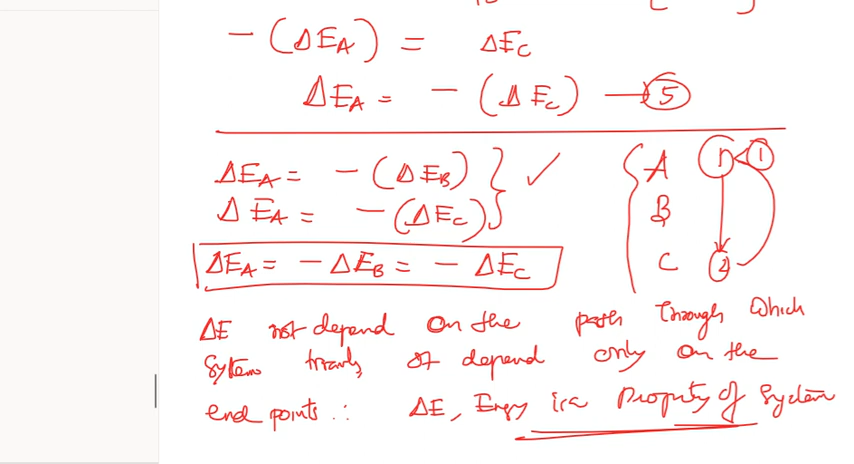 - (ΔEA) = ΔEC
ΔEA = - (ΔEC) → 5
ΔEA = - (ΔEB) } ✓
ΔEA = - (ΔEC)
ΔEA = - ΔEB = - ΔEC
{ A 1 1
B
C 2
ΔE not depend on the path through which
System travels It depend only on the
end points ∴ ΔE, Energy is a Property of System